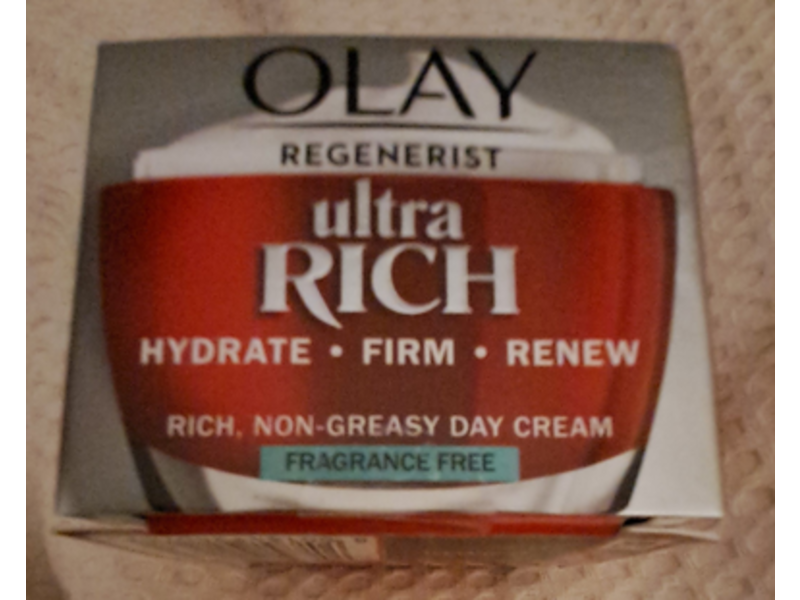 OLAY
REGENERIST
ultra
RICH
HYDRATE • FIRM • RENEW
RICH, NON-GREASY DAY CREAM
FRAGRANCE FREE